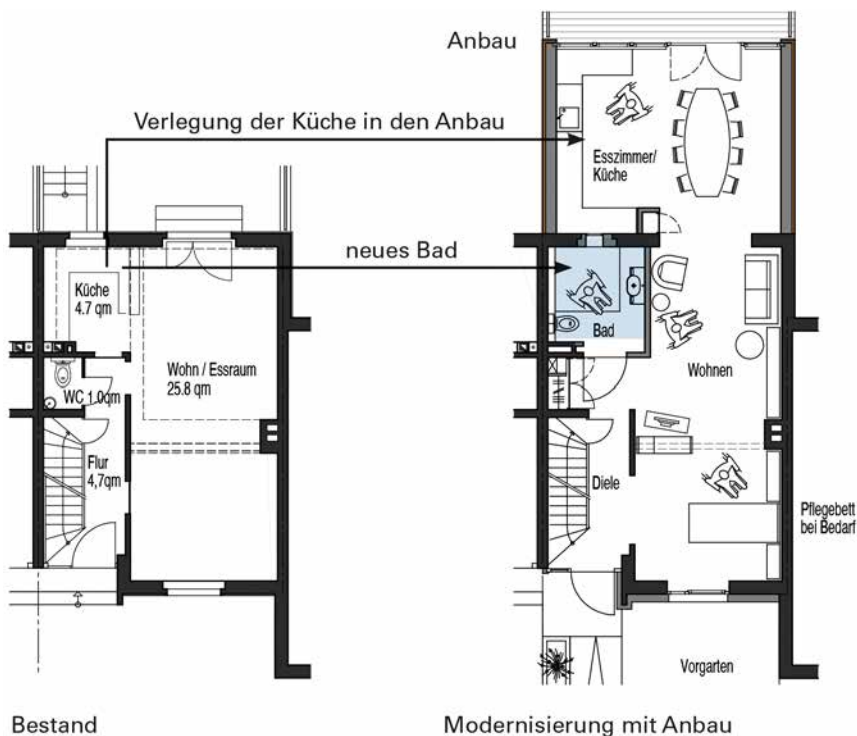 Anbau
Verlegung der Küche in den Anbau
Esszimmer/
Küche
neues Bad
Küche
4.7 qm
Bad
Wohn / Essraum
25.8 qm
Wohnen
WC 1.0qm
Flur
4,7qm
Diele
Pflegebett
bei Bedarf
Vorgarten
Bestand
Modernisierung mit Anbau